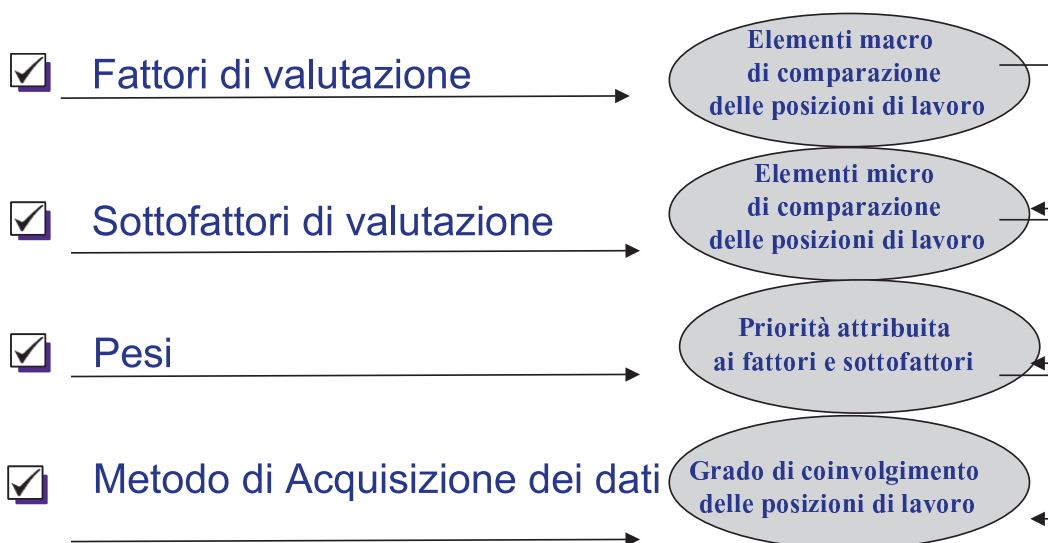 Fattori di valutazione
Elementi macro
di comparazione
delle posizioni di lavoro
Sottofattori di valutazione
Elementi micro
di comparazione
delle posizioni di lavoro
Pesi
Priorità attribuita
ai fattori e sottofattori
Metodo di Acquisizione dei dati
Grado di coinvolgimento
delle posizioni di lavoro